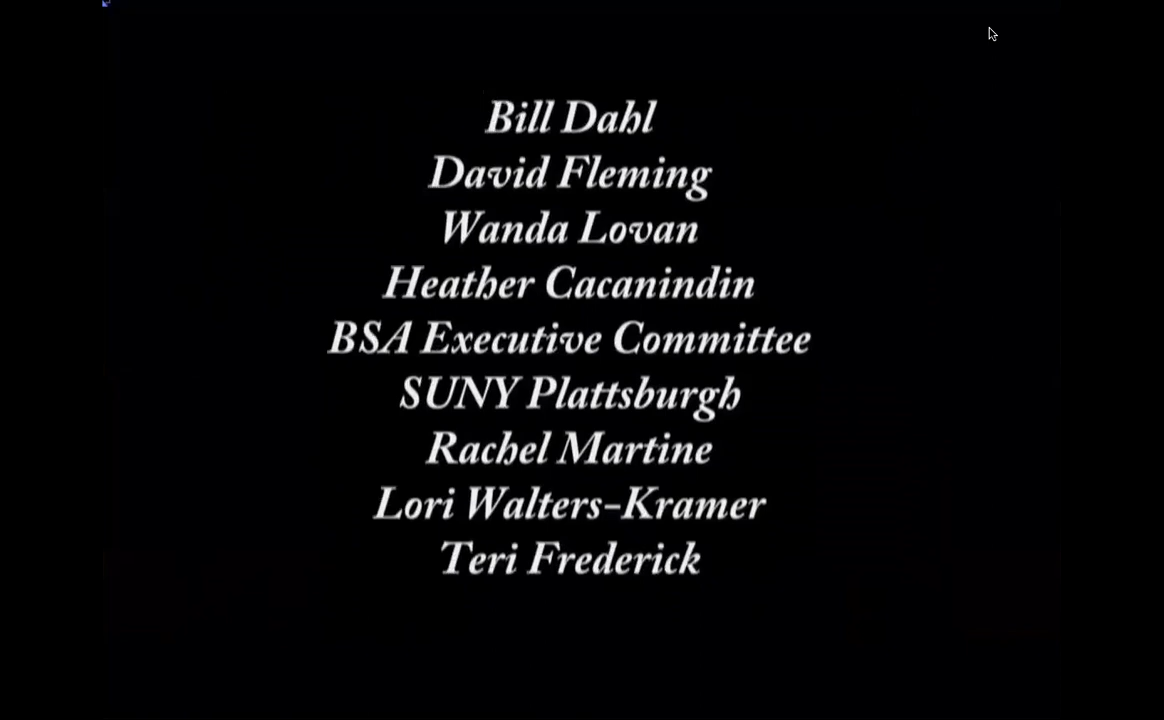 Bill Dahl
David Fleming
Wanda Lovan
Heather Cacanindin
BSA Executive Committee
SUNY Plattsburgh
Rachel Martine
Lori Walters-Kramer
Teri Frederick